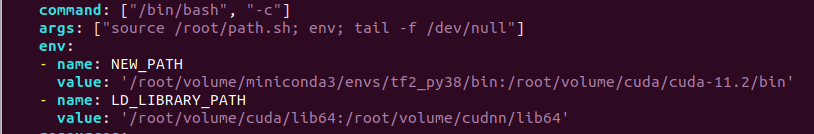 command: ["/bin/bash", "-c"]
args: ["source /root/path.sh; env; tail -f /dev/null"]
env:
- name: NEW_PATH
value: '/root/volume/miniconda3/envs/tf2_py38/bin:/root/volume/cuda/cuda-11.2/bin'
- name: LD_LIBRARY_PATH
value: '/root/volume/cuda/lib64:/root/volume/cudnn/lib64'